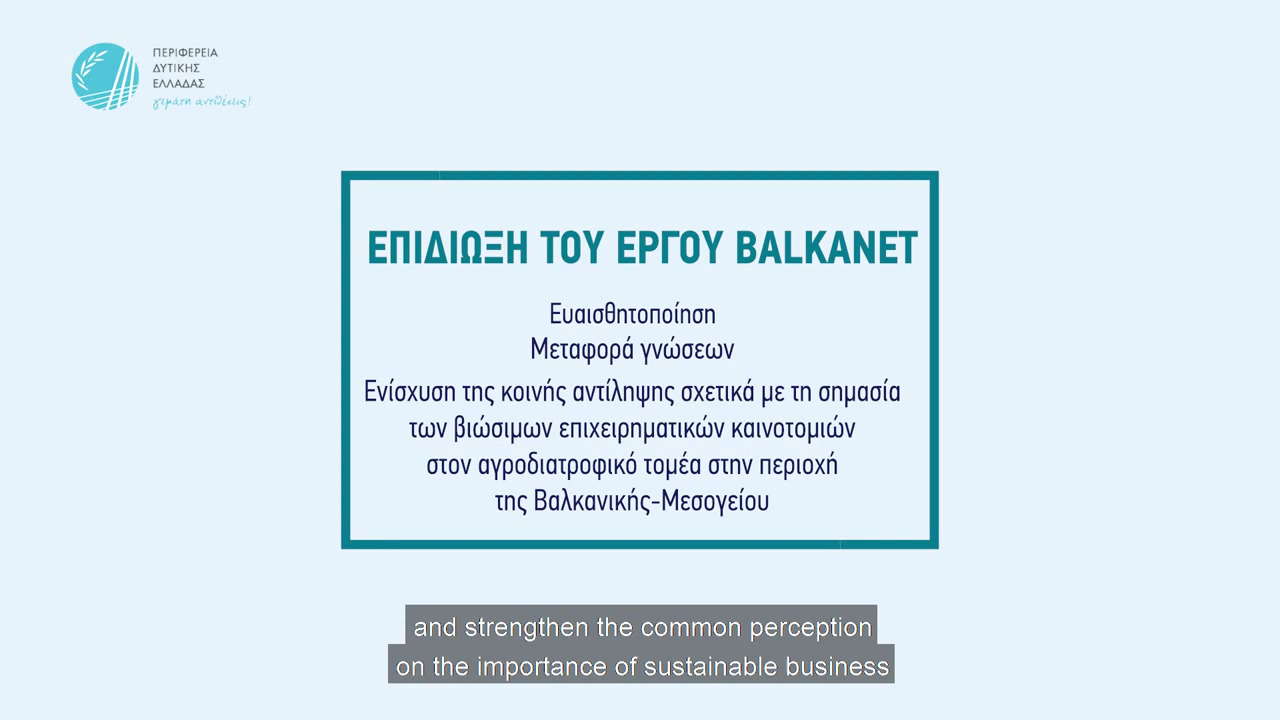 ΠΕΡΙΦΕΡΕΙΑ
ΔΥΤΙΚΗΣ
ΕΛΛΑΔΑΣ
γεμάτη αντιθέσεις!
ΕΠΙΔΙΩΞΗ ΤΟΥ ΕΡΓΟΥ BALKANET
Ευαισθητοποίηση
Μεταφορά γνώσεων
Ενίσχυση της κοινής αντίληψης σχετικά με τη σημασία
των βιώσιμων επιχειρηματικών καινοτομιών
στον αγροδιατροφικό τομέα στην περιοχή
της Βαλκανικής-Μεσογείου
and strengthen the common perception
on the importance of sustainable business